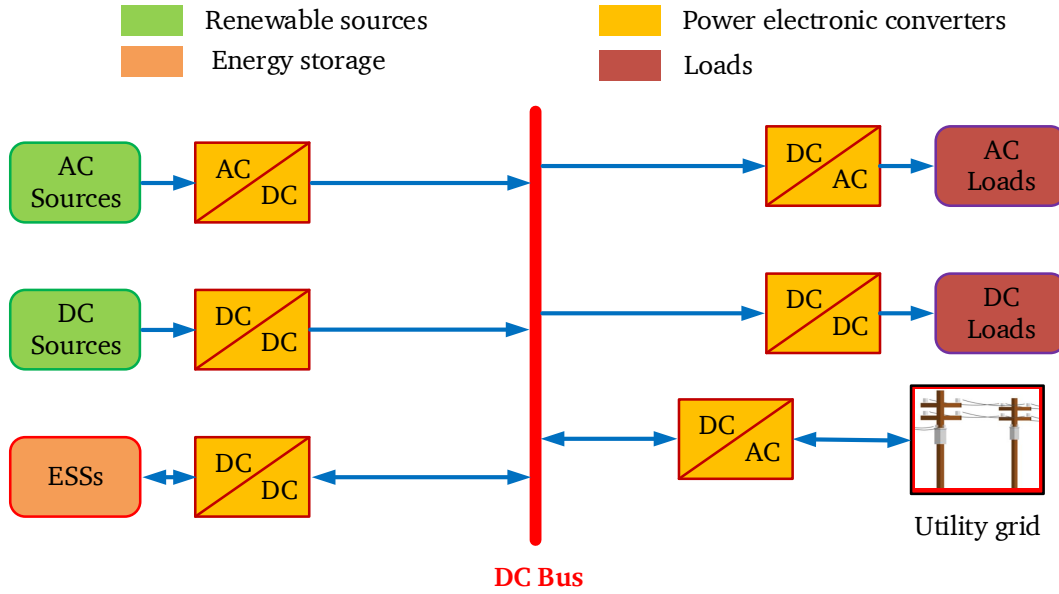 Renewable sources
Power electronic converters
Energy storage
Loads
AC
Sources
AC
DC
DC
AC
AC
Loads
DC
Sources
DC
DC
DC
DC
DC
Loads
ESSs
DC
DC
DC
AC
Utility grid
DC Bus